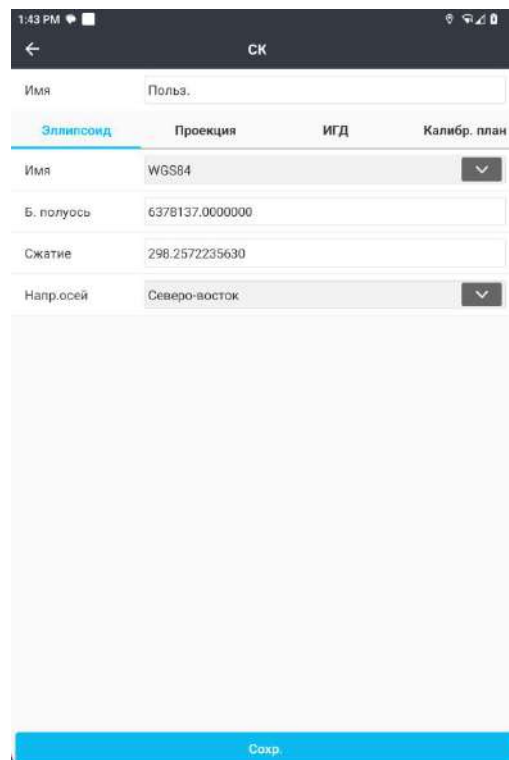 1:43 PM
СК
Имя Польз.
Эллипсоид Проекция ИГД Калибр. план
Имя WGS84
Б. полуось 6378137.0000000
Сжатие 298.2572235630
Напр.осей Северо-восток
Сохр.